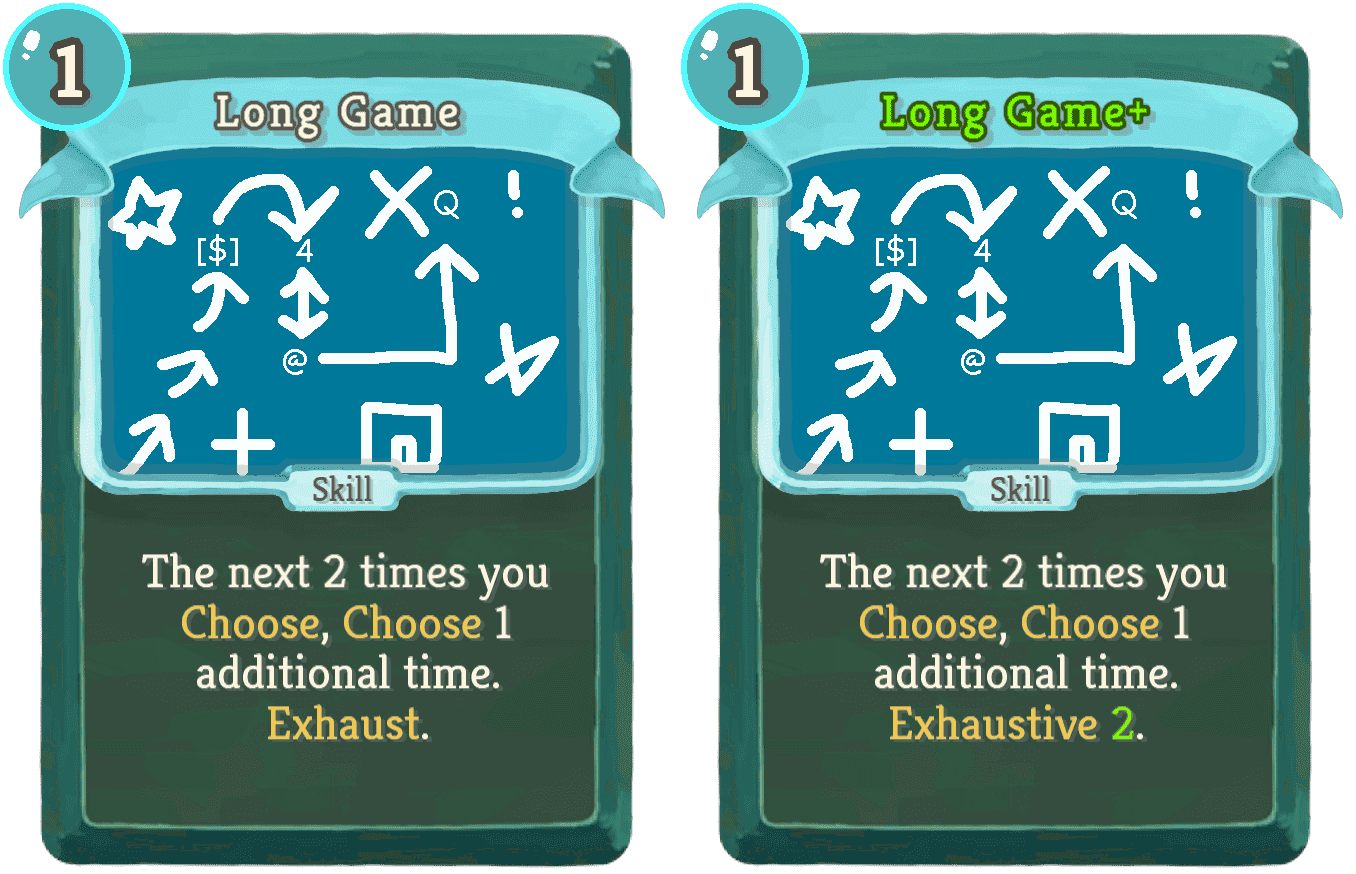 1
Long Game
Q
!
[$]
4
@
Skill
The next 2 times you
Choose, Choose 1
additional time.
Exhaust.
1
Long Game+
Q
!
[$]
4
@
Skill
The next 2 times you
Choose, Choose 1
additional time.
Exhaustive 2.